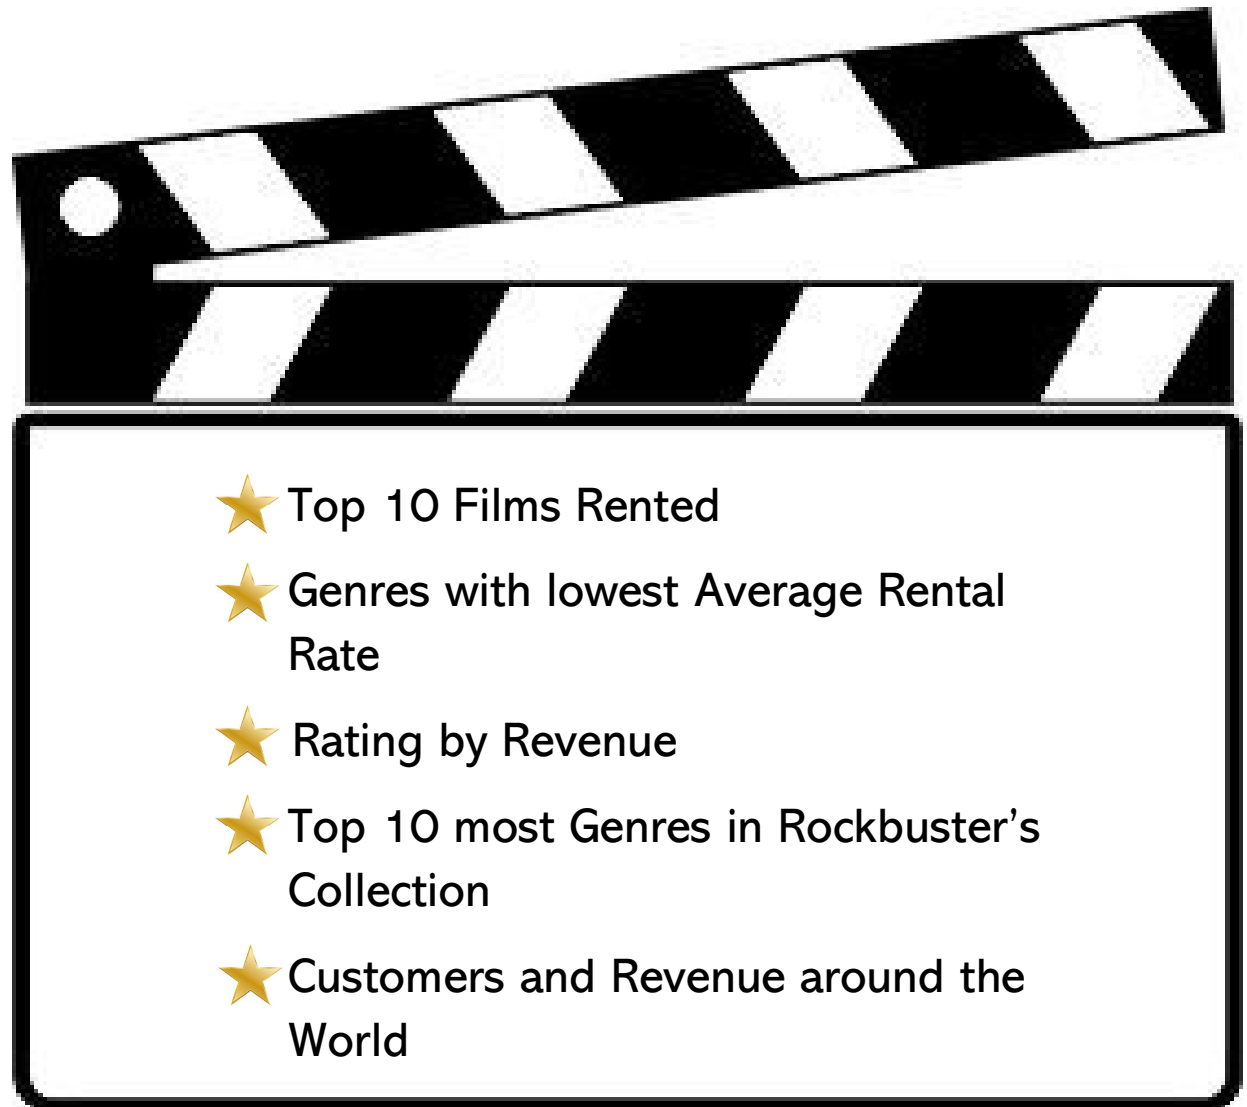 Top 10 Films Rented
Genres with lowest Average Rental
Rate
Rating by Revenue
Top 10 most Genres in Rockbuster’s
Collection
Customers and Revenue around the
World